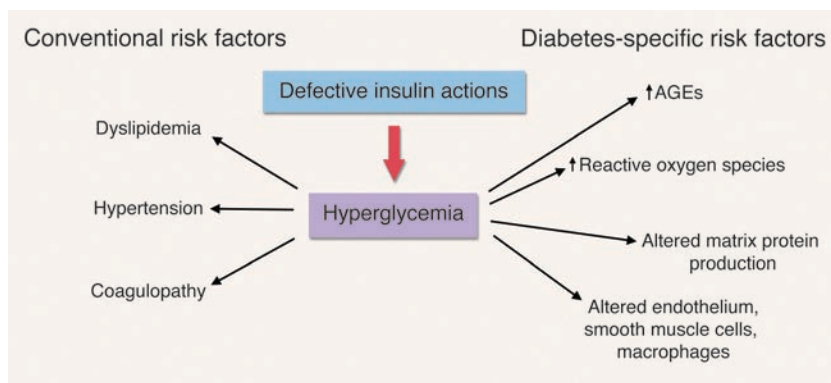 Conventional risk factors
Diabetes-specific risk factors
Defective insulin actions
Dyslipidemia
Hypertension
Coagulopathy
Hyperglycemia
↑AGEs
↑Reactive oxygen species
Altered matrix protein
production
Altered endothelium,
smooth muscle cells,
macrophages